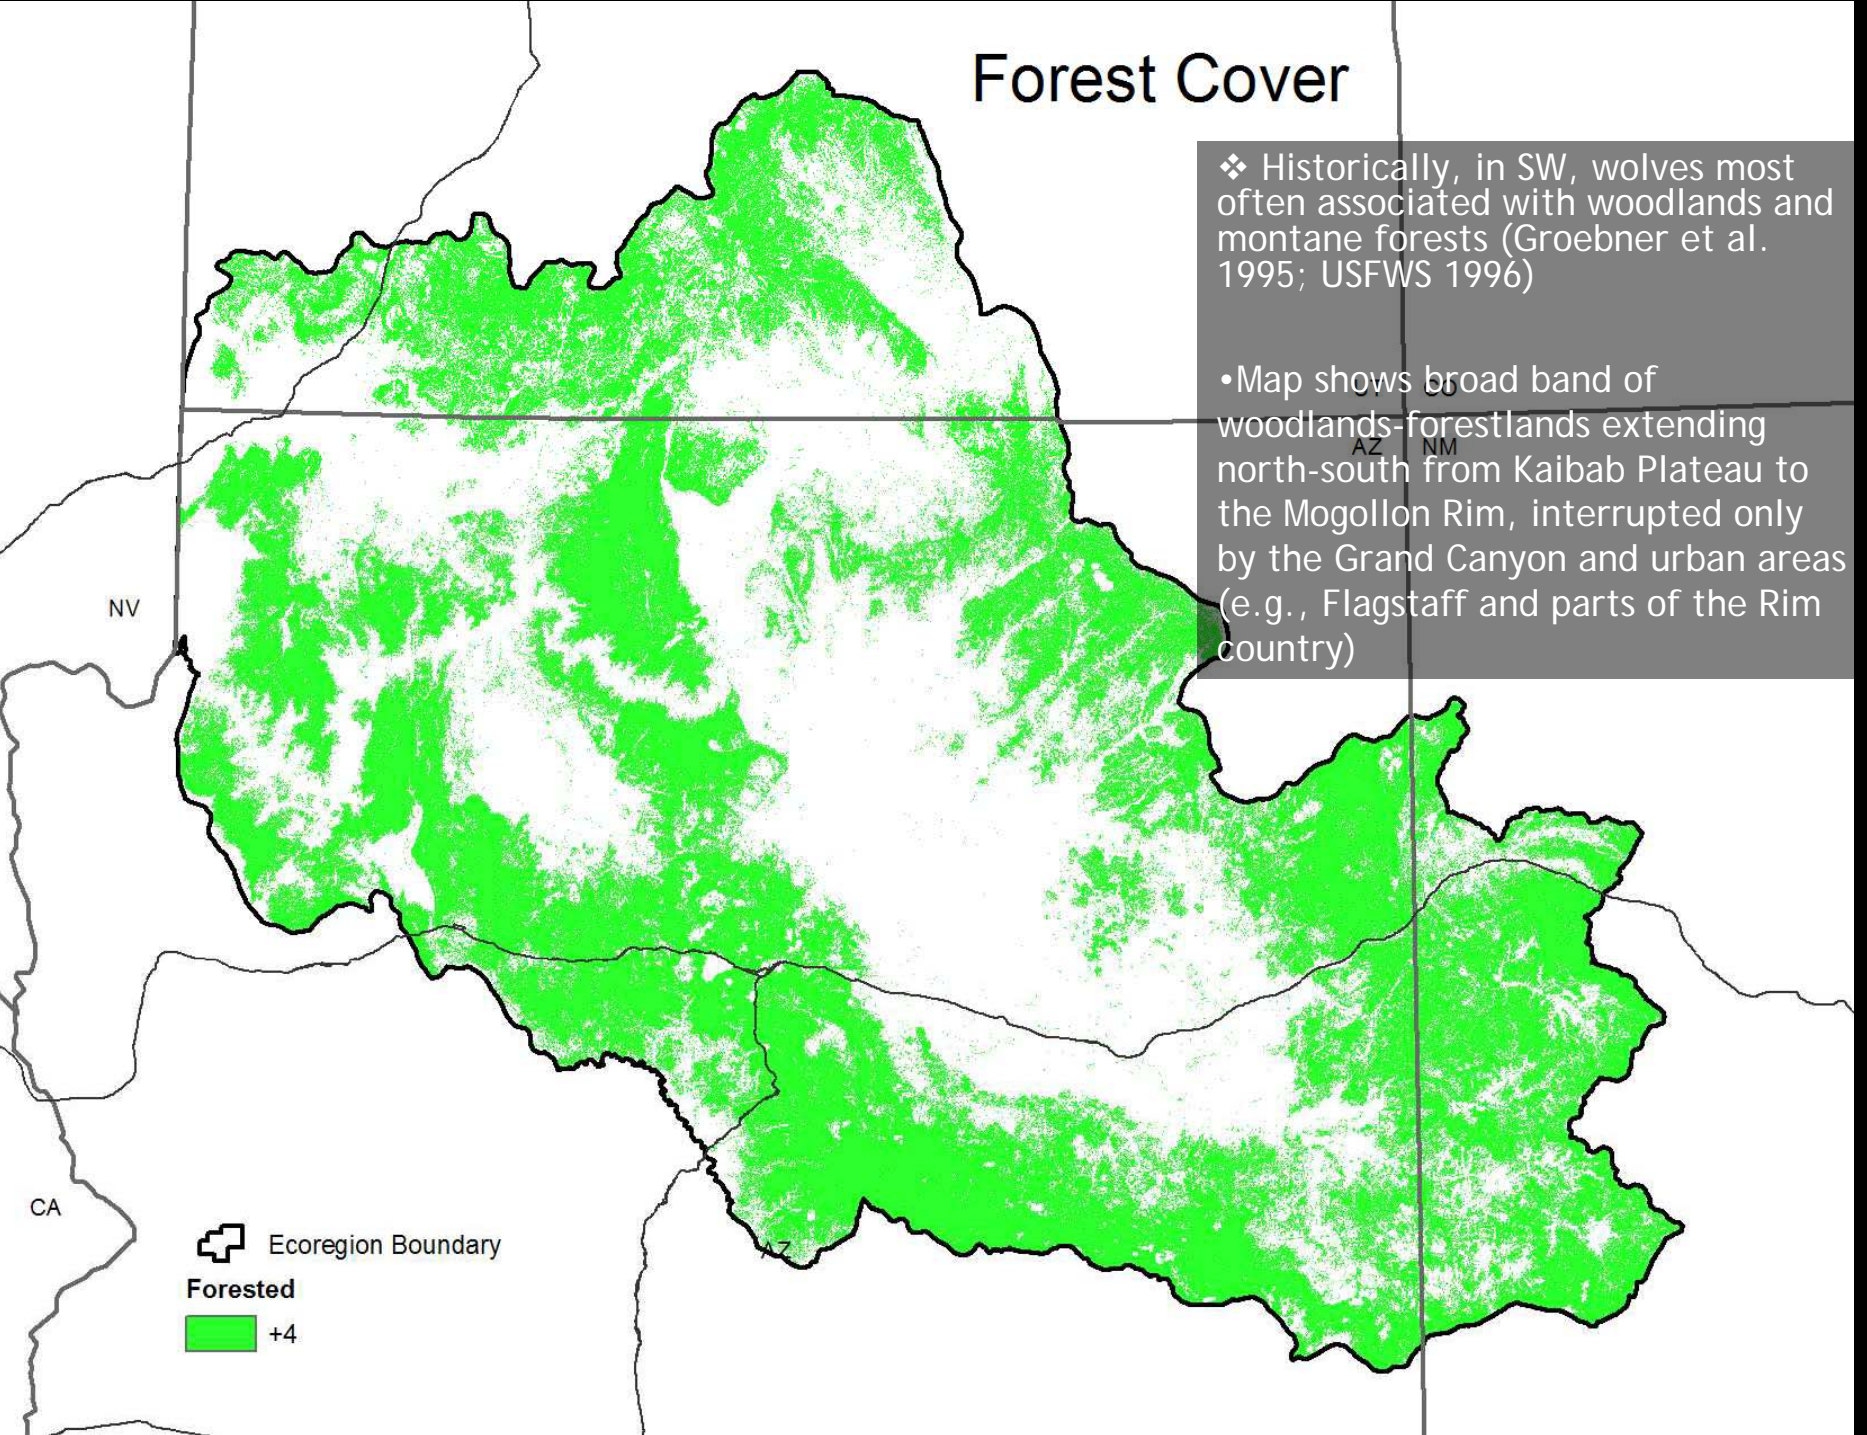 Forest Cover
❖ Historically, in SW, wolves most
often associated with woodlands and
montane forests (Groebner et al.
1995; USFWS 1996)
•Map shows broad band of
woodlands-forestlands extending
north-south from Kaibab Plateau to
the Mogollon Rim, interrupted only
by the Grand Canyon and urban areas
(e.g., Flagstaff and parts of the Rim
country)
UT CO
AZ NM
NV
CA
AZ
Ecoregion Boundary
Forested
+4